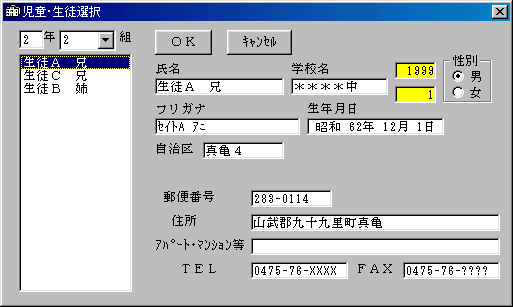 児童・生徒選択
2 年 2 組
ＯＫ ｷｬﾝｾﾙ
生徒Ａ　兄
生徒Ｃ　兄
生徒Ｂ　姉
氏名 学校名 1999 性別
生徒Ａ　兄 ＊＊＊＊中 1 男
女
フリガナ 生年月日
ｾｲﾄA ｱﾆ 昭和 62年 12月 1日
自治区 真亀４
郵便番号 283-0114
住所 山武郡九十九里町真亀
ｱﾊﾟｰﾄ・ﾏﾝｼｮﾝ等
ＴＥＬ 0475-76-XXXX ＦＡＸ 0475-76-????